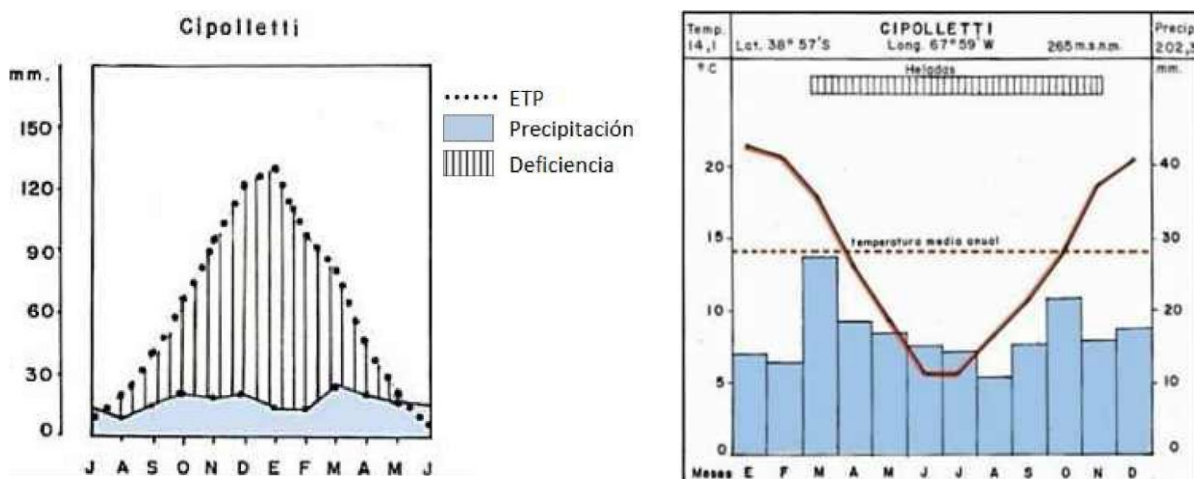 Cipolletti
mm.
150
120
90
60
30
0
J A S O N D E F M A M J
ETP
Precipitación
Deficiencia
Temp. CIPOLLETTI Precip
14,1 Lat. 38° 57'S Long. 67° 59' W 265 m.s.n.m. 202,3
°C Heladas mm.
20 40
temperatura media anual
15 30
10 20
5 10
0 0
Meses E F M A M J J A S O N D